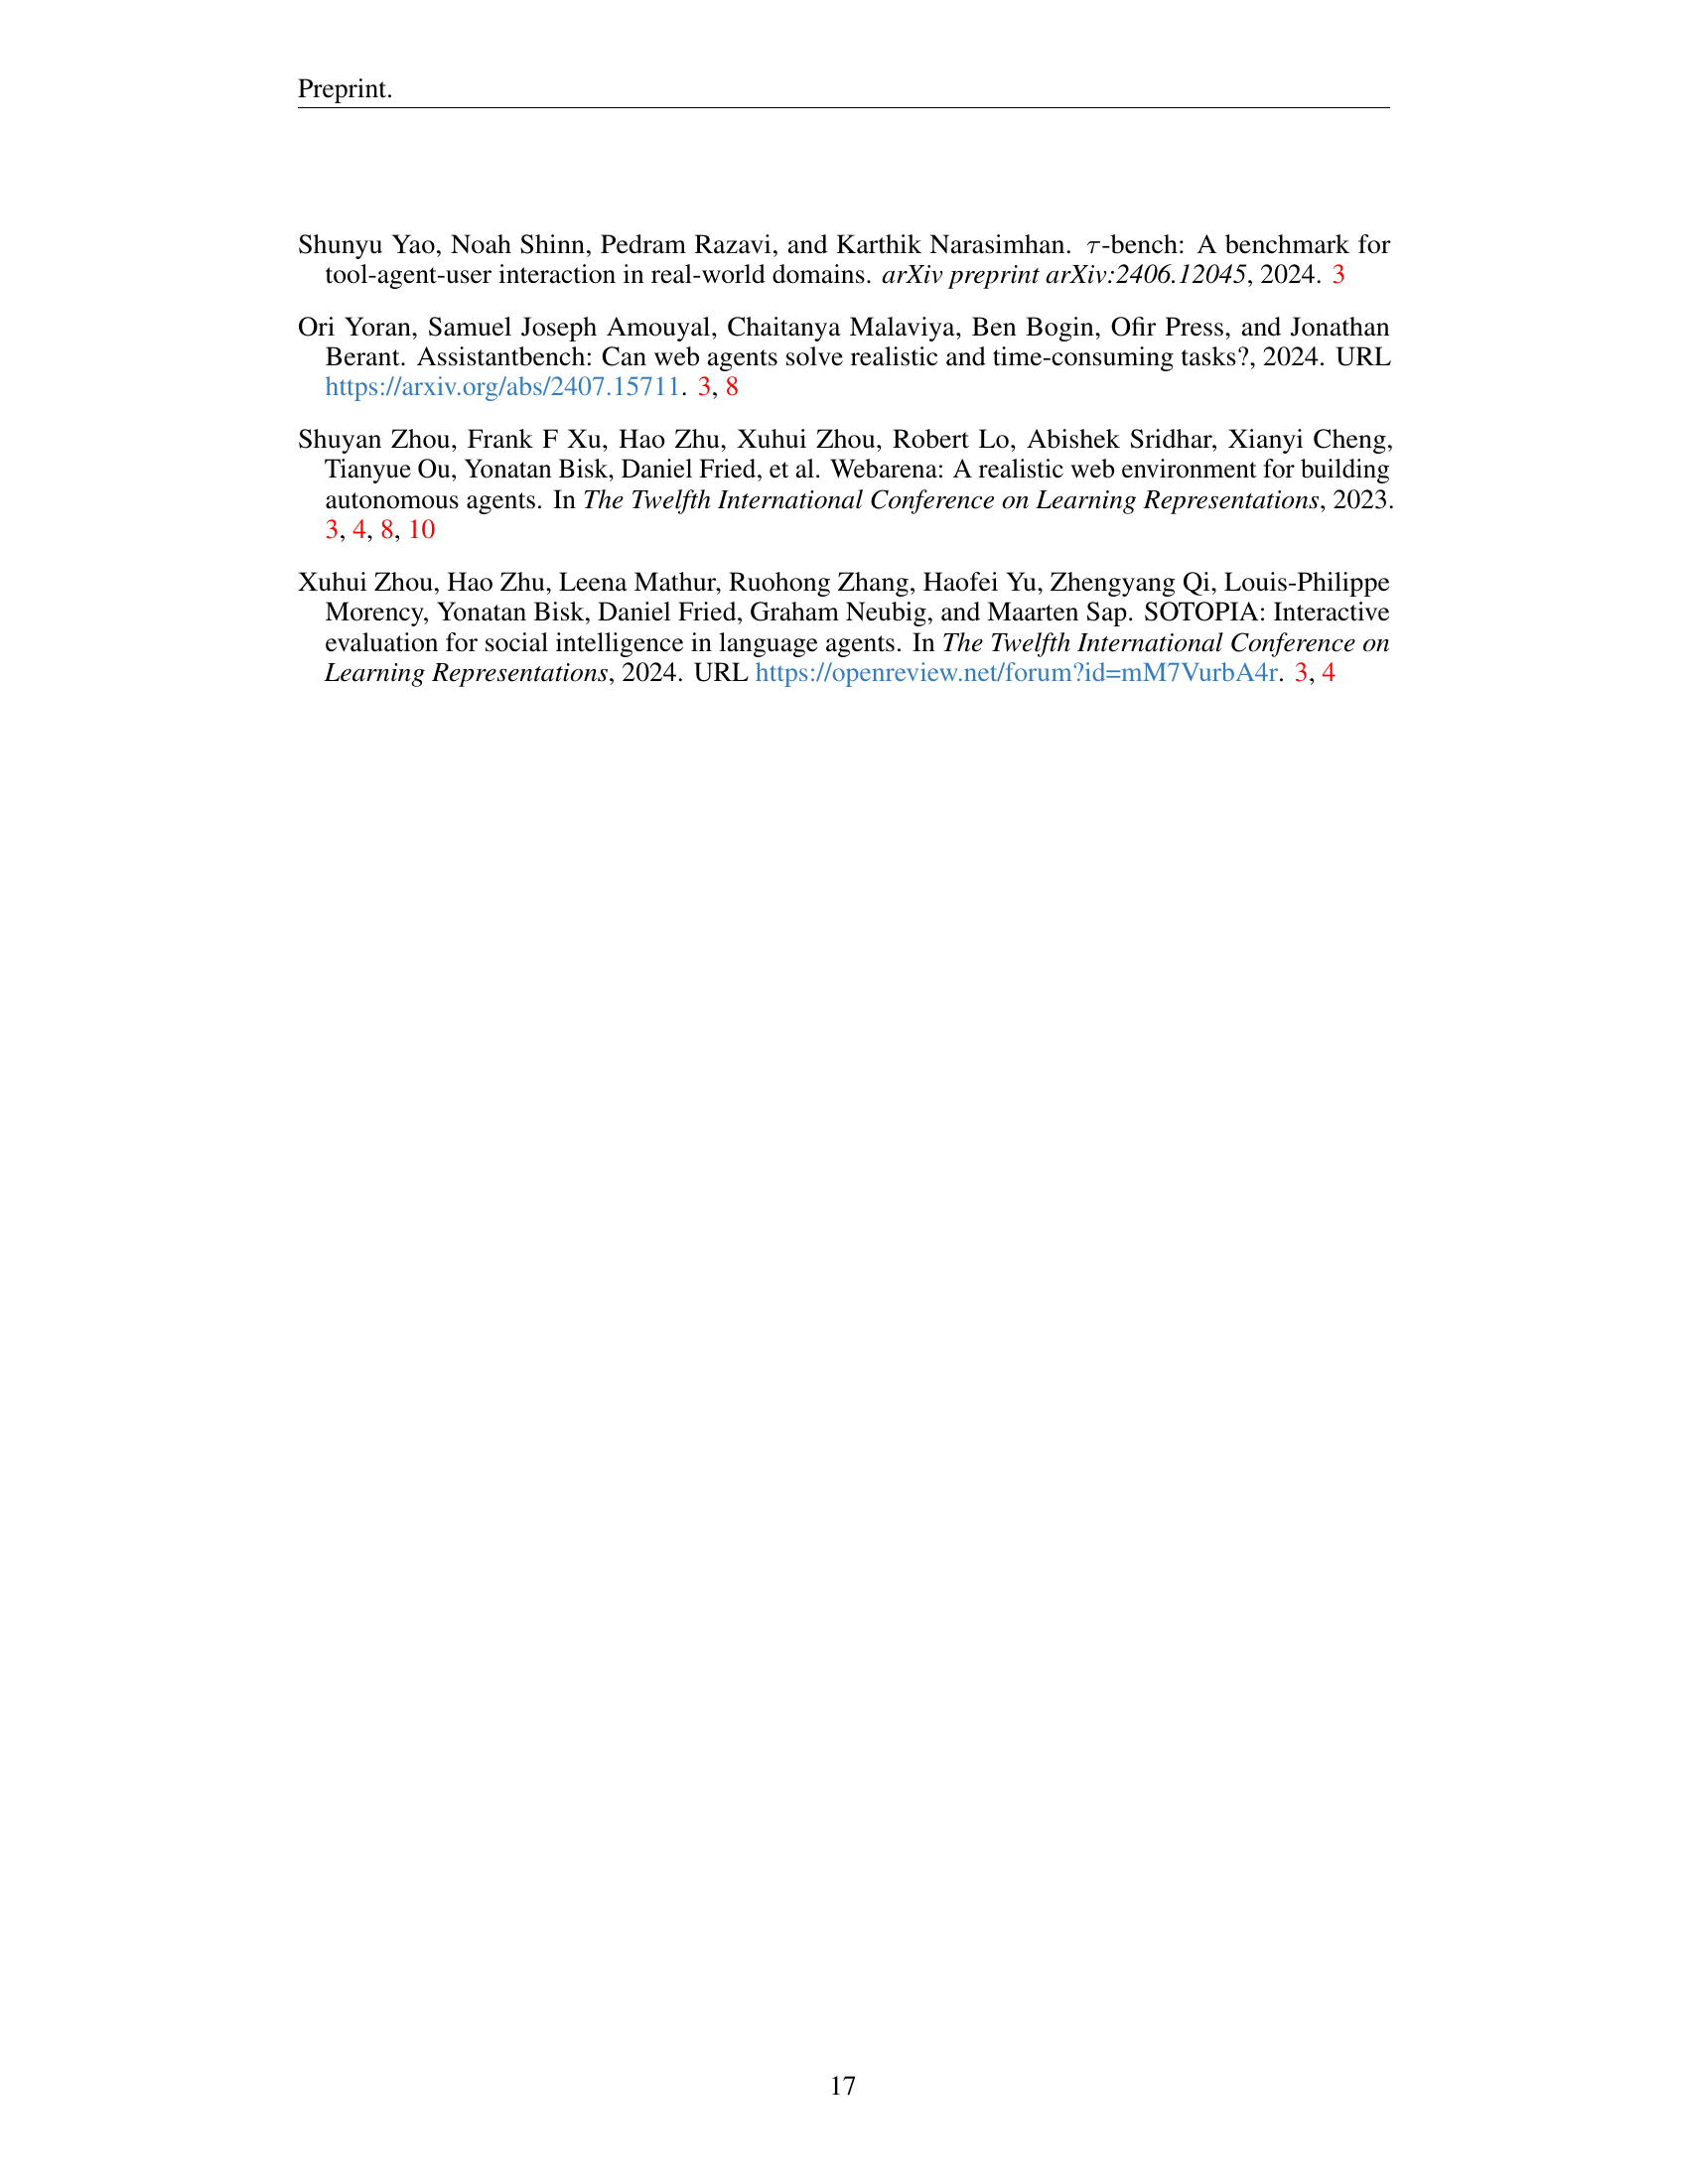 Preprint.
Shunyu Yao, Noah Shinn, Pedram Razavi, and Karthik Narasimhan. τ-bench: A benchmark for
tool-agent-user interaction in real-world domains. arXiv preprint arXiv:2406.12045, 2024. 3
Ori Yoran, Samuel Joseph Amouyal, Chaitanya Malaviya, Ben Bogin, Ofir Press, and Jonathan
Berant. Assistantbench: Can web agents solve realistic and time-consuming tasks?, 2024. URL
https://arxiv.org/abs/2407.15711. 3, 8
Shuyan Zhou, Frank F Xu, Hao Zhu, Xuhui Zhou, Robert Lo, Abishek Sridhar, Xianyi Cheng,
Tianyue Ou, Yonatan Bisk, Daniel Fried, et al. Webarena: A realistic web environment for building
autonomous agents. In The Twelfth International Conference on Learning Representations, 2023.
3, 4, 8, 10
Xuhui Zhou, Hao Zhu, Leena Mathur, Ruohong Zhang, Haofei Yu, Zhengyang Qi, Louis-Philippe
Morency, Yonatan Bisk, Daniel Fried, Graham Neubig, and Maarten Sap. SOTOPIA: Interactive
evaluation for social intelligence in language agents. In The Twelfth International Conference on
Learning Representations, 2024. URL https://openreview.net/forum?id=mM7VurbA4r. 3, 4
17